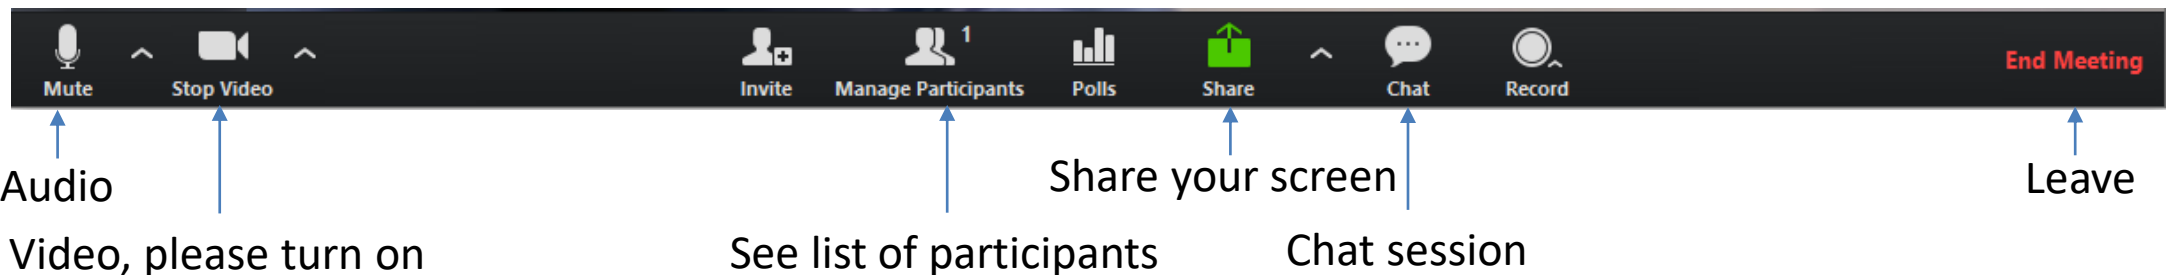 1
Mute Stop Video Invite Manage Participants Polls Share Chat Record End Meeting
Audio Share your screen Leave
Video, please turn on See list of participants Chat session